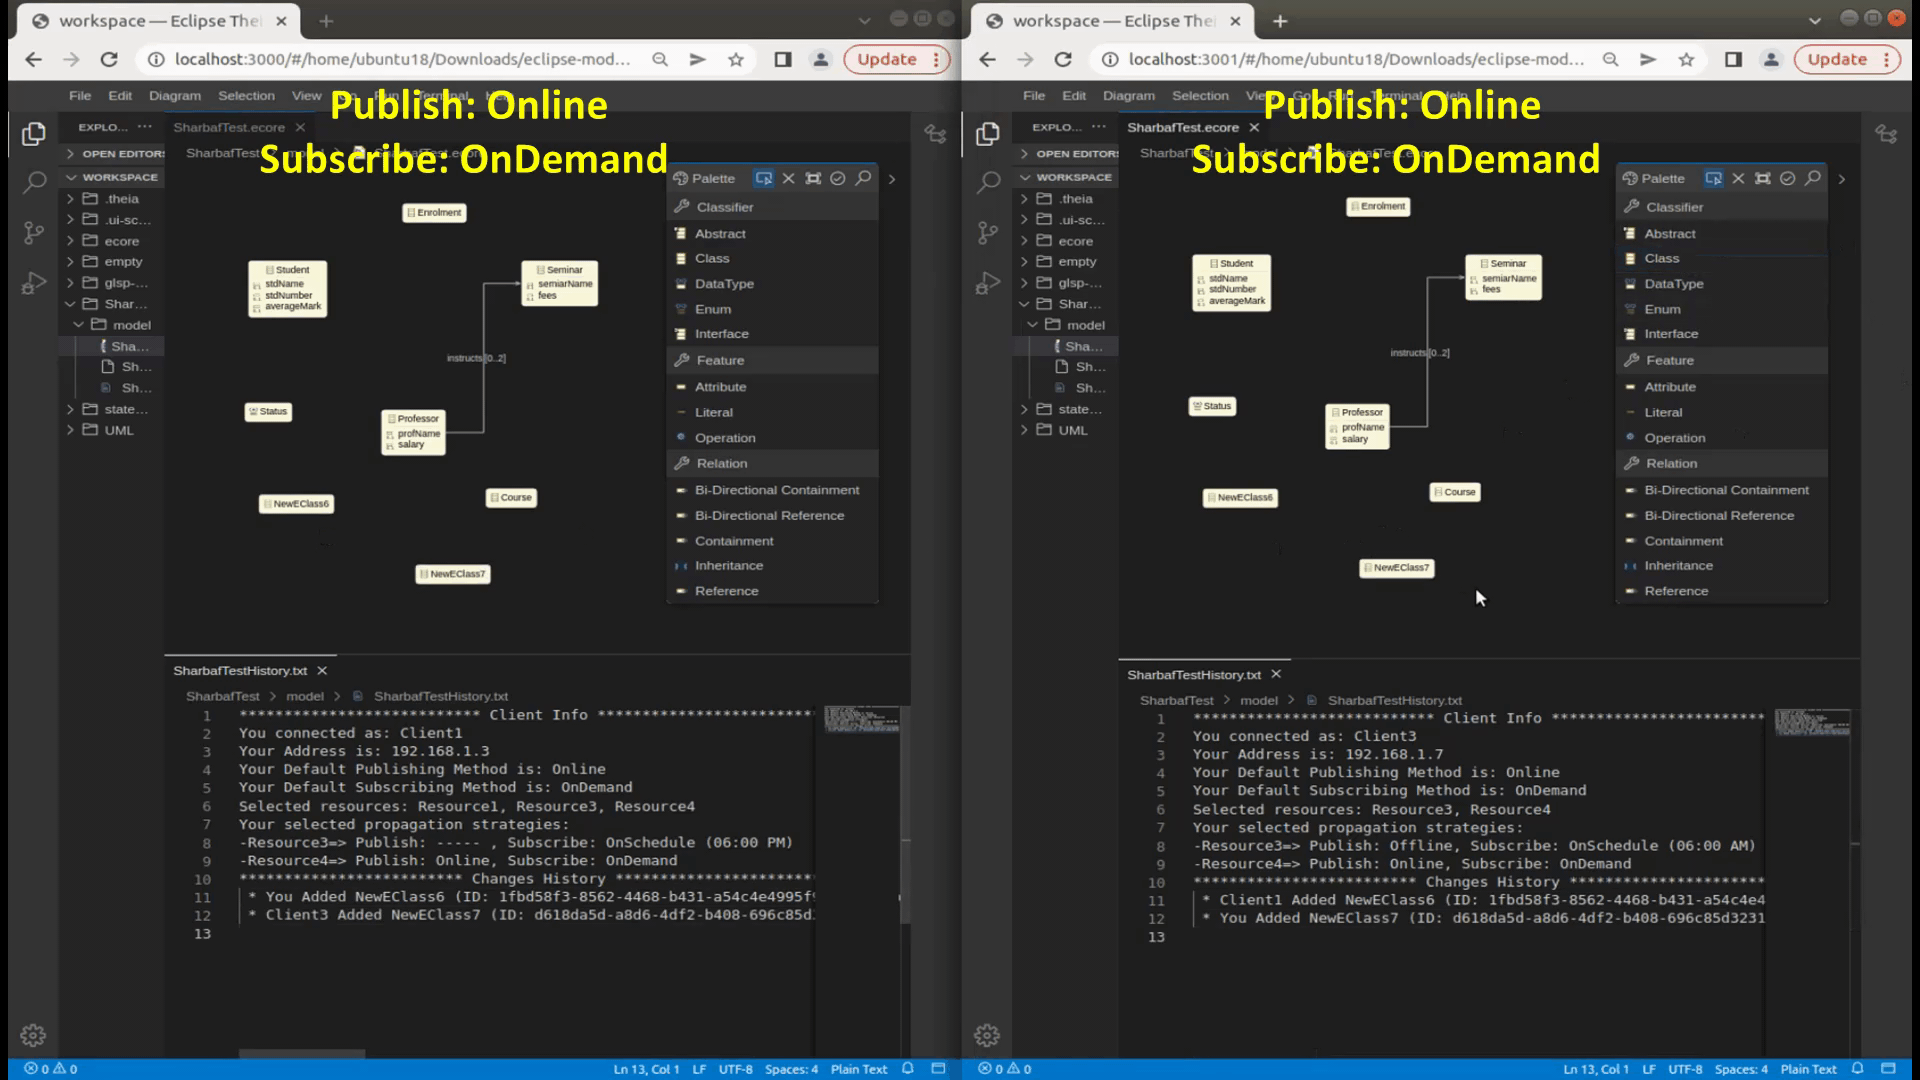 workspace — Eclipse Thei
localhost:3000/#/home/ubuntu18/Downloads/eclipse-mod...
Update
File Edit Diagram Selection View Go Run Terminal
Publish: Online
Subscribe: OnDemand
EXPLO...
OPEN EDITORS
WORKSPACE
.theia
.ui-sc...
ecore
empty
glsp-...
Shar...
model
Sha...
Sh...
Sh...
state...
UML
SharbafTest.ecore
SharbafTest
Enrolment
Student
stdName
stdNumber
averageMark
Seminar
semiarName
fees
instructs[0..2]
Status
Professor
profName
salary
NewEClass6
Course
NewEClass7
Palette
Classifier
Abstract
Class
DataType
Enum
Interface
Feature
Attribute
Literal
Operation
Relation
Bi-Directional Containment
Bi-Directional Reference
Containment
Inheritance
Reference
SharbafTestHistory.txt
SharbafTest > model > SharbafTestHistory.txt
1 *************************** Client Info *************************
2 You connected as: Client1
3 Your Address is: 192.168.1.3
4 Your Default Publishing Method is: Online
5 Your Default Subscribing Method is: OnDemand
6 Selected resources: Resource1, Resource3, Resource4
7 Your selected propagation strategies:
8 -Resource3=> Publish: ----- , Subscribe: OnSchedule (06:00 PM)
9 -Resource4=> Publish: Online, Subscribe: OnDemand
10 ************************* Changes History ***********************
11 * You Added NewEClass6 (ID: 1fbd58f3-8562-4468-b431-a54c4e4995f
12 * Client3 Added NewEClass7 (ID: d618da5d-a8d6-4df2-b408-696c85d
13
0 0
Ln 13, Col 1 LF UTF-8 Spaces: 4 Plain Text
workspace — Eclipse Thei
localhost:3001/#/home/ubuntu18/Downloads/eclipse-mod...
Update
File Edit Diagram Selection View Go Run Terminal Help
Publish: Online
Subscribe: OnDemand
EXPLO...
OPEN EDITORS
WORKSPACE
.theia
.ui-sc...
ecore
empty
glsp-...
Shar...
model
Sha...
Sh...
Sh...
state...
UML
SharbafTest.ecore
SharbafTest
Enrolment
Student
stdName
stdNumber
averageMark
Seminar
semiarName
fees
instructs[0..2]
Status
Professor
profName
salary
NewEClass6
Course
NewEClass7
Palette
Classifier
Abstract
Class
DataType
Enum
Interface
Feature
Attribute
Literal
Operation
Relation
Bi-Directional Containment
Bi-Directional Reference
Containment
Inheritance
Reference
SharbafTestHistory.txt
SharbafTest > model > SharbafTestHistory.txt
1 *************************** Client Info ************************
2 You connected as: Client3
3 Your Address is: 192.168.1.7
4 Your Default Publishing Method is: Online
5 Your Default Subscribing Method is: OnDemand
6 Selected resources: Resource3, Resource4
7 Your selected propagation strategies:
8 -Resource3=> Publish: Offline, Subscribe: OnSchedule (06:00 AM)
9 -Resource4=> Publish: Online, Subscribe: OnDemand
10 ************************* Changes History **********************
11 * Client1 Added NewEClass6 (ID: 1fbd58f3-8562-4468-b431-a54c4e4
12 * You Added NewEClass7 (ID: d618da5d-a8d6-4df2-b408-696c85d3231
13
0 0
Ln 13, Col 1 LF UTF-8 Spaces: 4 Plain Text